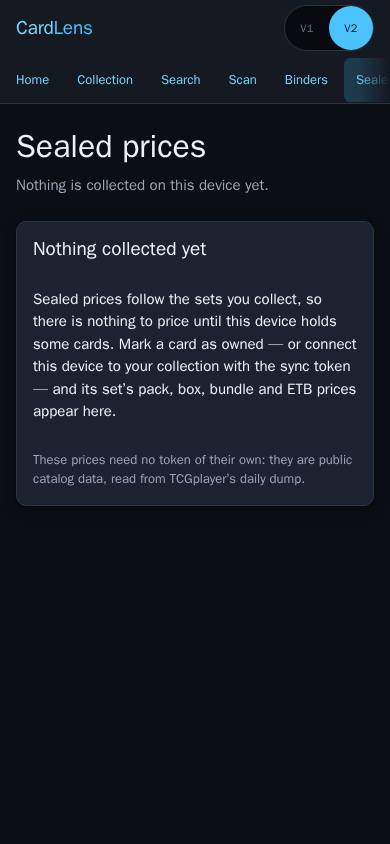 CardLens
V1 V2
Home Collection Search Scan Binders
Sealed prices
Nothing is collected on this device yet.
Nothing collected yet
Sealed prices follow the sets you collect, so
there is nothing to price until this device holds
some cards. Mark a card as owned — or connect
this device to your collection with the sync token
— and its set's pack, box, bundle and ETB prices
appear here.
These prices need no token of their own: they are public
catalog data, read from TCGplayer's daily dump.